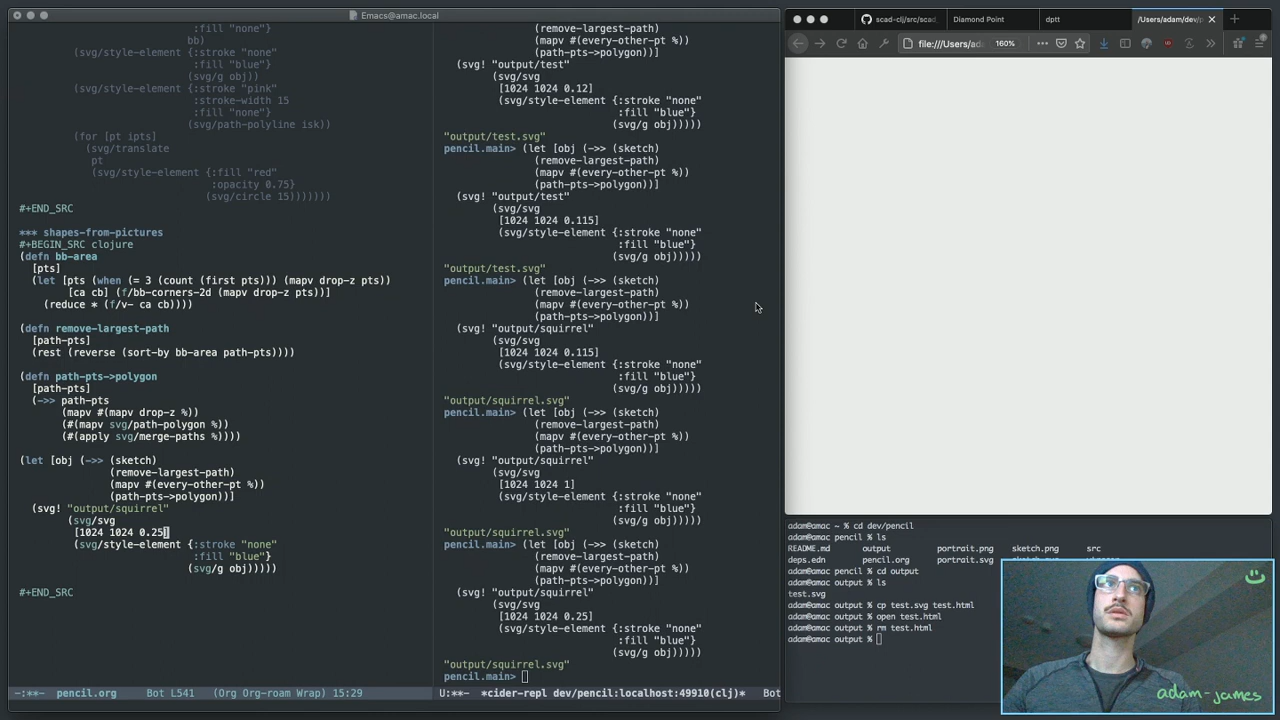 Emacs@amac.local
:fill "none"}
bb)
(svg/style-element {:stroke "none"
:fill "blue"}
(svg/g obj))
(svg/style-element {:stroke "pink"
:stroke-width 15
:fill "none"}
(svg/path-polyline isk))
(for [pt ipts]
(svg/translate
pt
(svg/style-element {:fill "red"
:opacity 0.75}
(svg/circle 15)))))))
#+END_SRC
*** shapes-from-pictures
#+BEGIN_SRC clojure
(defn bb-area
[pts]
(let [pts (when (= 3 (count (first pts))) (mapv drop-z pts))
[ca cb] (f/bb-corners-2d (mapv drop-z pts))]
(reduce * (f/v- ca cb))))
(defn remove-largest-path
[path-pts]
(rest (reverse (sort-by bb-area path-pts))))
(defn path-pts->polygon
[path-pts]
(->> path-pts
(mapv #(mapv drop-z %))
(#(mapv svg/path-polygon %))
(#(apply svg/merge-paths %))))
(let [obj (->> (sketch)
(remove-largest-path)
(mapv #(every-other-pt %))
(path-pts->polygon))]
(svg! "output/squirrel"
(svg/svg
[1024 1024 0.25]
(svg/style-element {:stroke "none"
:fill "blue"}
(svg/g obj)))))
#+END_SRC
-:**- pencil.org Bot L541 (Org Org-roam Wrap) 15:29
(remove-largest-path)
(mapv #(every-other-pt %))
(path-pts->polygon))]
(svg! "output/test"
(svg/svg
[1024 1024 0.12]
(svg/style-element {:stroke "none"
:fill "blue"}
(svg/g obj)))))
"output/test.svg"
pencil.main> (let [obj (->> (sketch)
(remove-largest-path)
(mapv #(every-other-pt %))
(path-pts->polygon))]
(svg! "output/test"
(svg/svg
[1024 1024 0.115]
(svg/style-element {:stroke "none"
:fill "blue"}
(svg/g obj)))))
"output/test.svg"
pencil.main> (let [obj (->> (sketch)
(remove-largest-path)
(mapv #(every-other-pt %))
(path-pts->polygon))]
(svg! "output/squirrel"
(svg/svg
[1024 1024 0.115]
(svg/style-element {:stroke "none"
:fill "blue"}
(svg/g obj)))))
"output/squirrel.svg"
pencil.main> (let [obj (->> (sketch)
(remove-largest-path)
(mapv #(every-other-pt %))
(path-pts->polygon))]
(svg! "output/squirrel"
(svg/svg
[1024 1024 1]
(svg/style-element {:stroke "none"
:fill "blue"}
(svg/g obj)))))
"output/squirrel.svg"
pencil.main> (let [obj (->> (sketch)
(remove-largest-path)
(mapv #(every-other-pt %))
(path-pts->polygon))]
(svg! "output/squirrel"
(svg/svg
[1024 1024 0.25]
(svg/style-element {:stroke "none"
:fill "blue"}
(svg/g obj)))))
"output/squirrel.svg"
pencil.main>
U:**- *cider-repl dev/pencil:localhost:49910(clj)* Bot
scad-clj/src/scad_ Diamond Point dptt /Users/adam/dev/p
file:///Users/ad 160%
adam@amac ~ % cd dev/pencil
adam@amac pencil % ls
README.md output portrait.png sketch.png src
deps.edn pencil.org portrait.svg
adam@amac pencil % cd output
adam@amac output % ls
test.svg
adam@amac output % cp test.svg test.html
adam@amac output % open test.html
adam@amac output % rm test.html
adam@amac output %
adam-james